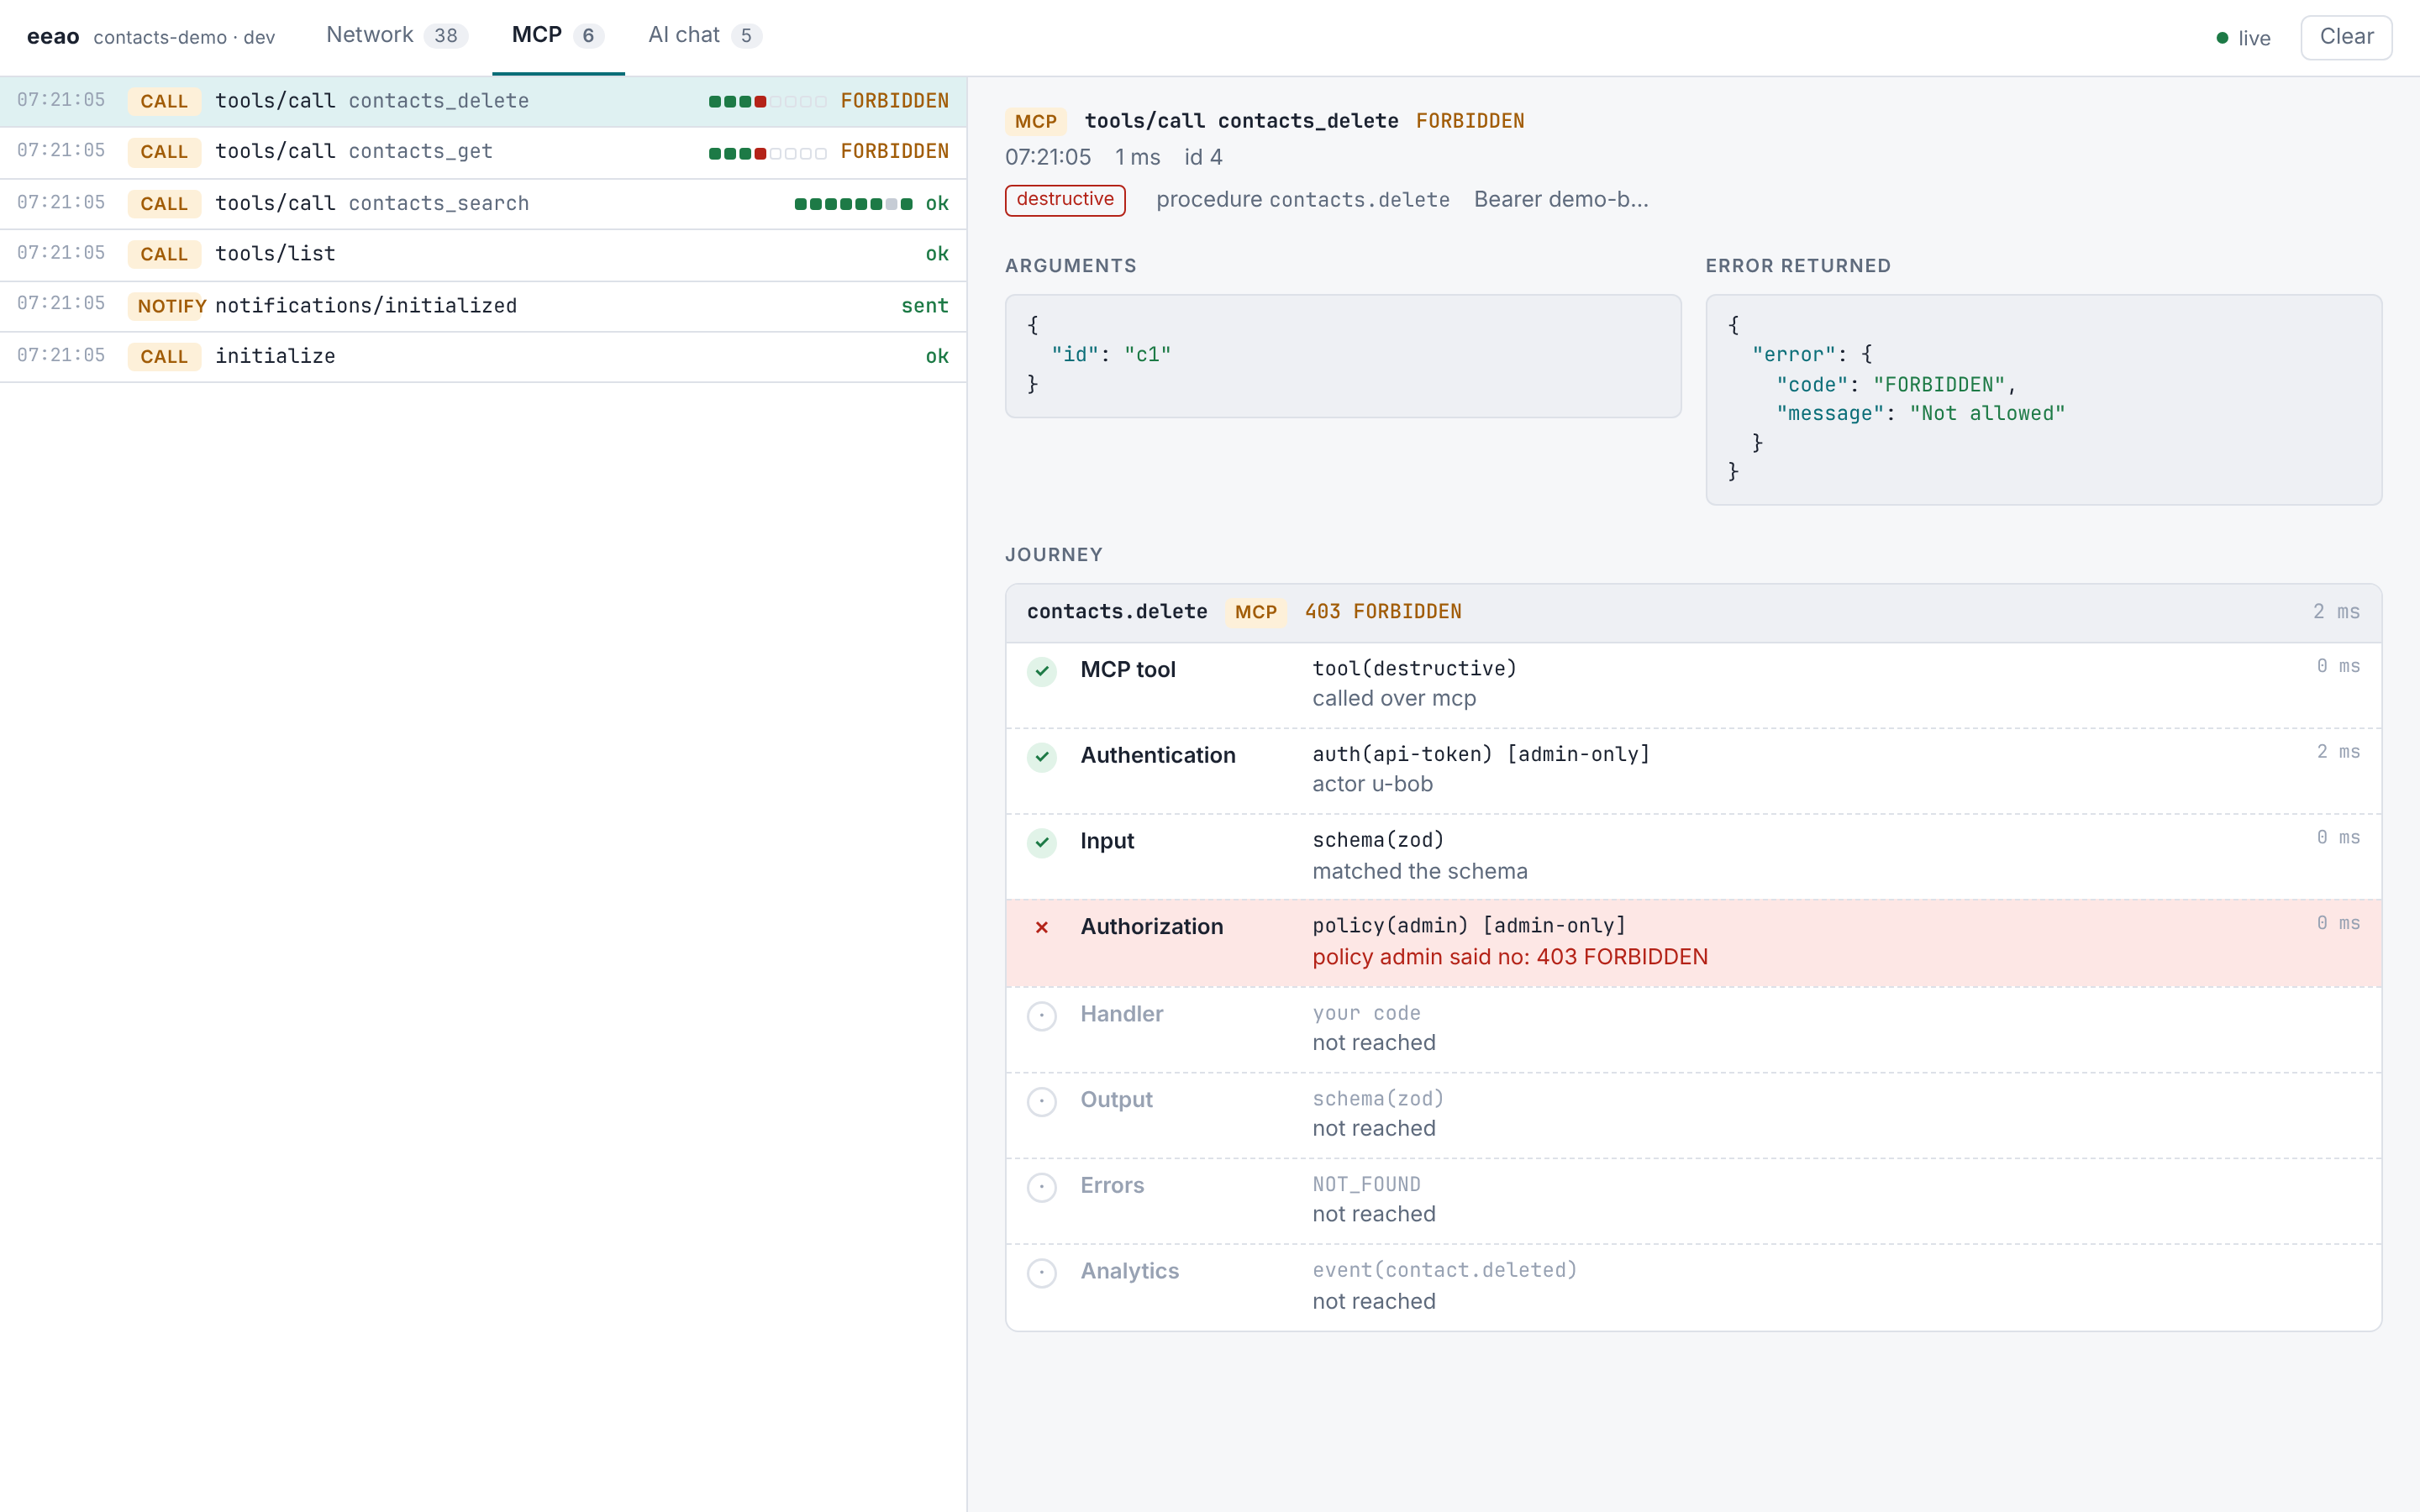 eeao contacts-demo · dev Network 38 MCP 6 AI chat 5 live Clear
07:21:05 CALL tools/call contacts_delete FORBIDDEN
07:21:05 CALL tools/call contacts_get FORBIDDEN
07:21:05 CALL tools/call contacts_search ok
07:21:05 CALL tools/list ok
07:21:05 NOTIFY notifications/initialized sent
07:21:05 CALL initialize ok
MCP tools/call contacts_delete FORBIDDEN
07:21:05 1 ms id 4
destructive procedure contacts.delete Bearer demo-b…
ARGUMENTS
{
"id": "c1"
}
ERROR RETURNED
{
"error": {
"code": "FORBIDDEN",
"message": "Not allowed"
}
}
JOURNEY
contacts.delete MCP 403 FORBIDDEN 2 ms
MCP tool tool(destructive) 0 ms
called over mcp
Authentication auth(api-token) [admin-only] 2 ms
actor u-bob
Input schema(zod) 0 ms
matched the schema
Authorization policy(admin) [admin-only] 0 ms
policy admin said no: 403 FORBIDDEN
Handler your code
not reached
Output schema(zod)
not reached
Errors NOT_FOUND
not reached
Analytics event(contact.deleted)
not reached